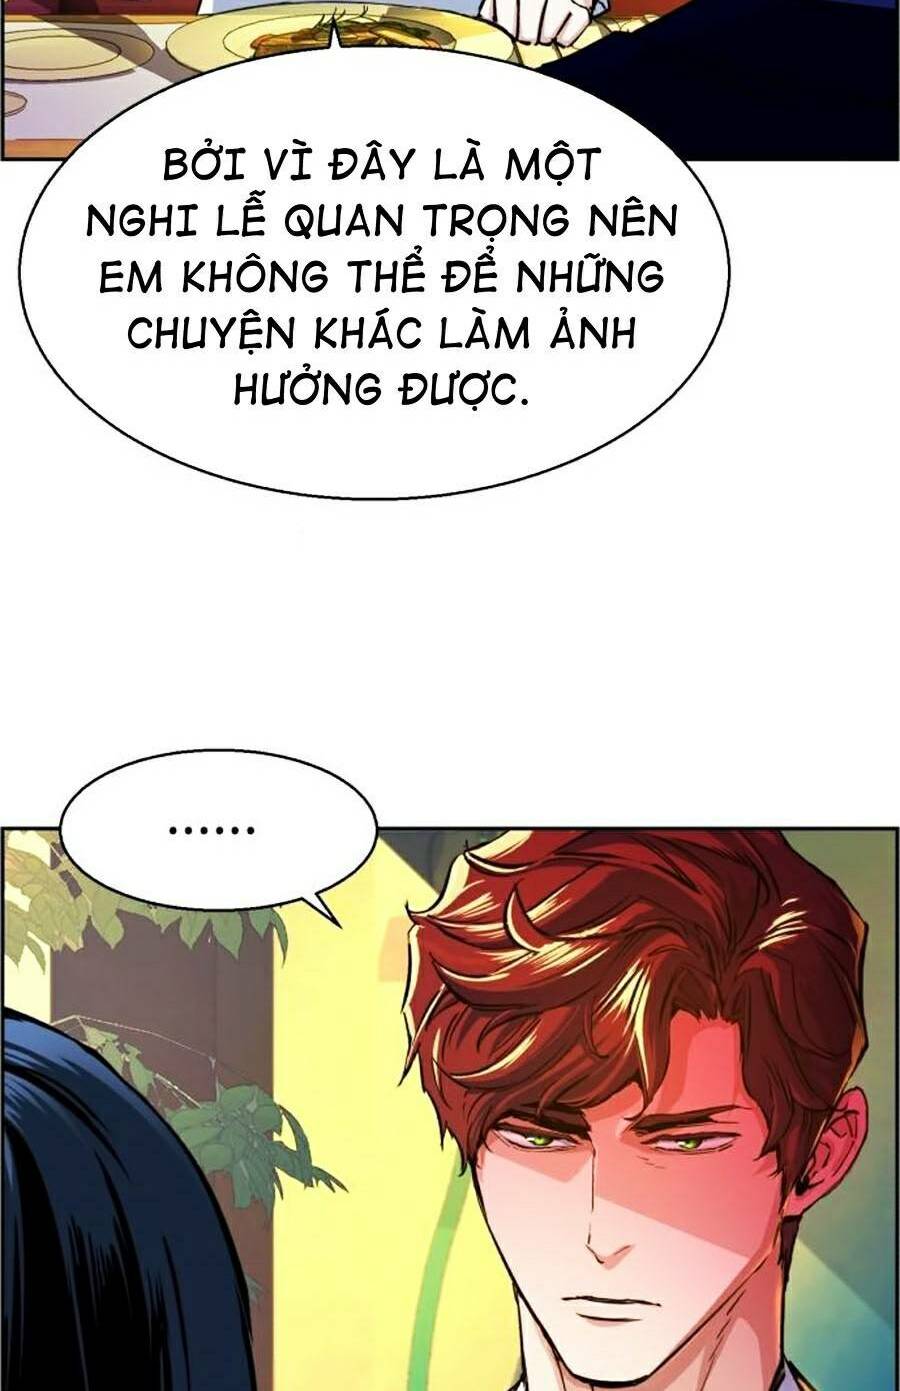 BỞI VÌ ĐÂY LÀ MỘT
NGHI LỄ QUAN TRỌNG NÊN
EM KHÔNG THỂ ĐỂ NHỮNG
CHUYỆN KHÁC LÀM ẢNH
HƯỞNG ĐƯỢC.
......